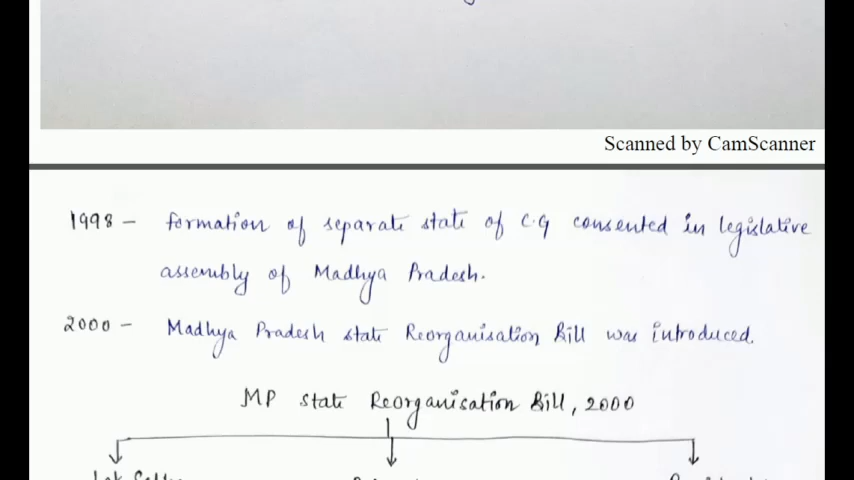 Scanned by CamScanner
1998 - formation of separate state of C.G consented in legislative
assembly of Madhya Pradesh.
2000 - Madhya Pradesh state Reorganisation Bill was introduced.
MP state Reorganisation Bill, 2000